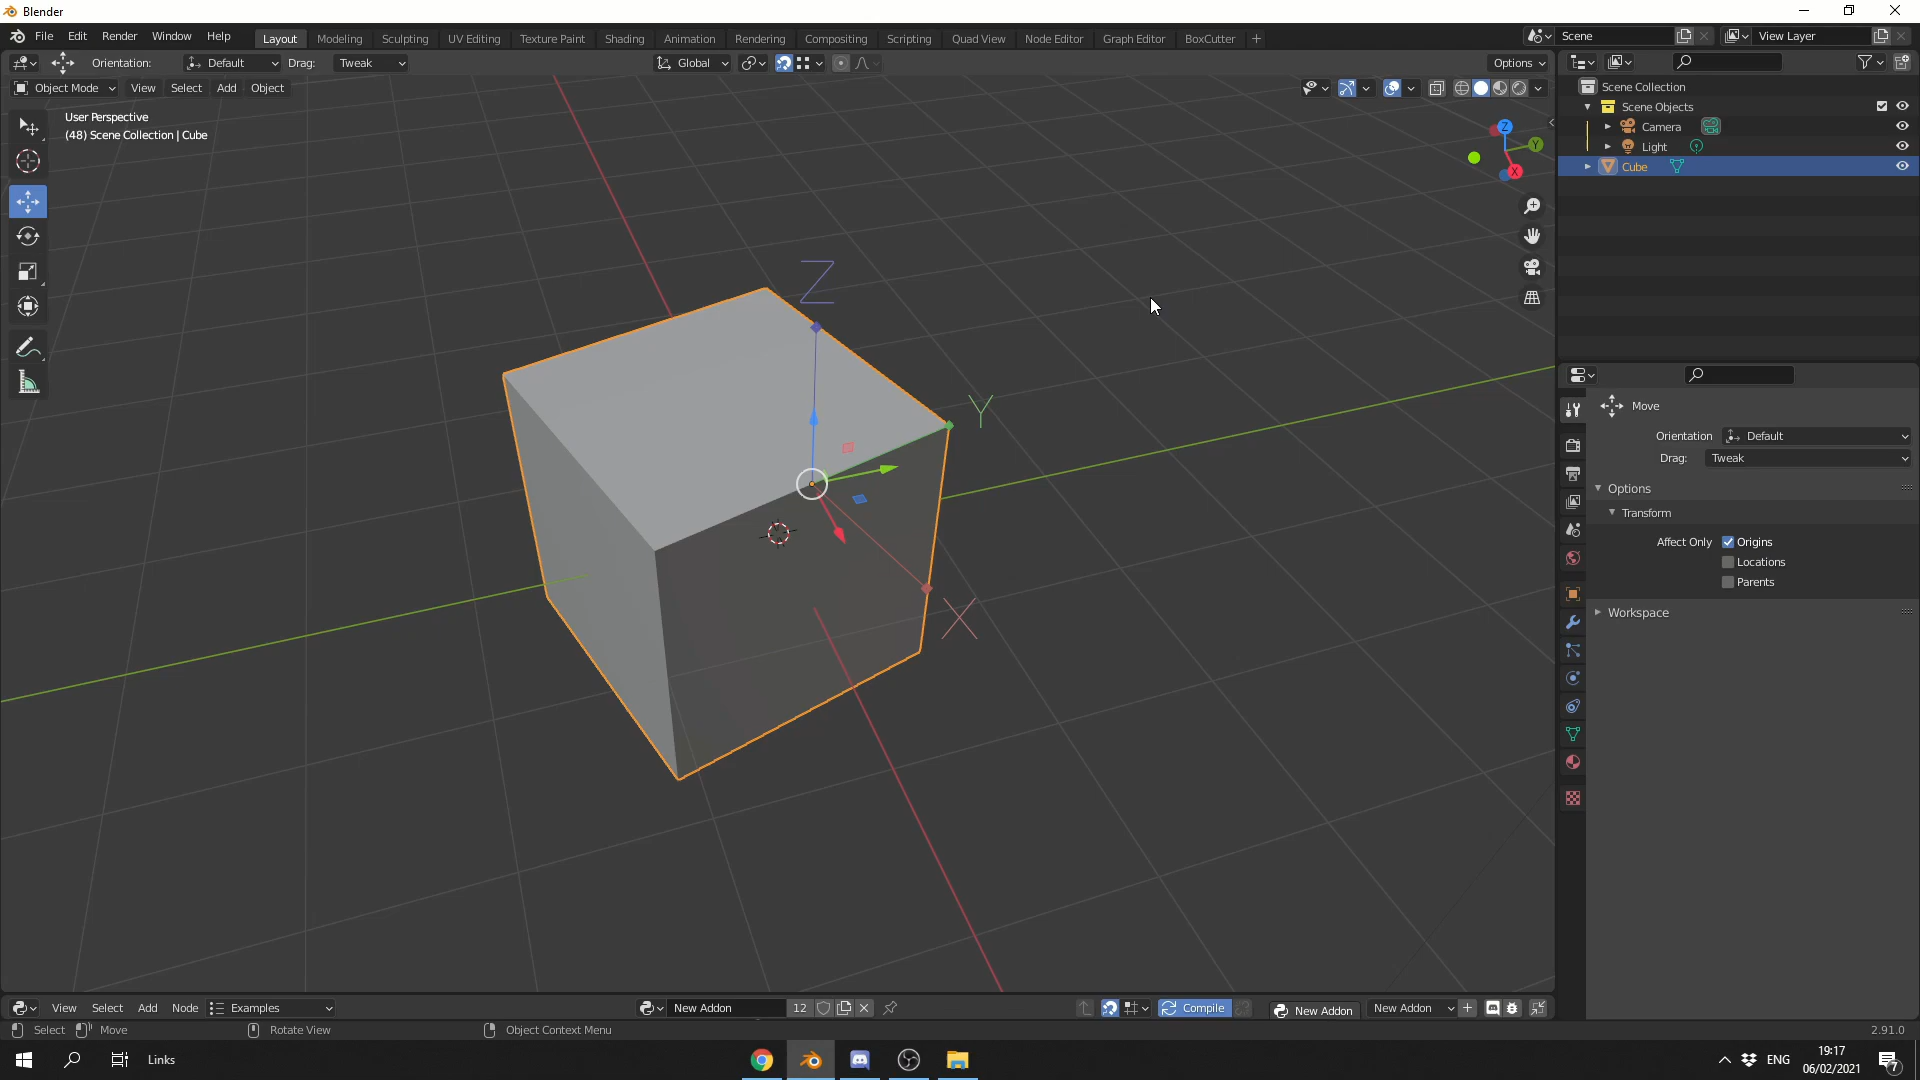 Blender
File Edit Render Window Help Layout Modeling Sculpting UV Editing Texture Paint Shading Animation Rendering Compositing Scripting Quad View Node Editor Graph Editor BoxCutter + Scene View Layer
Orientation: Default Drag: Tweak Global Options
Object Mode View Select Add Object
User Perspective
(48) Scene Collection | Cube
Z
Y
X
Z
Y
X
Scene Collection
Scene Objects
Camera
Light
Cube
Move
Orientation Default
Drag: Tweak
Options
Transform
Affect Only Origins
Locations
Parents
Workspace
View Select Add Node Examples New Addon 12 Compile New Addon New Addon
Select Move Rotate View Object Context Menu 2.91.0
Links ENG 19:17
06/02/2021
7